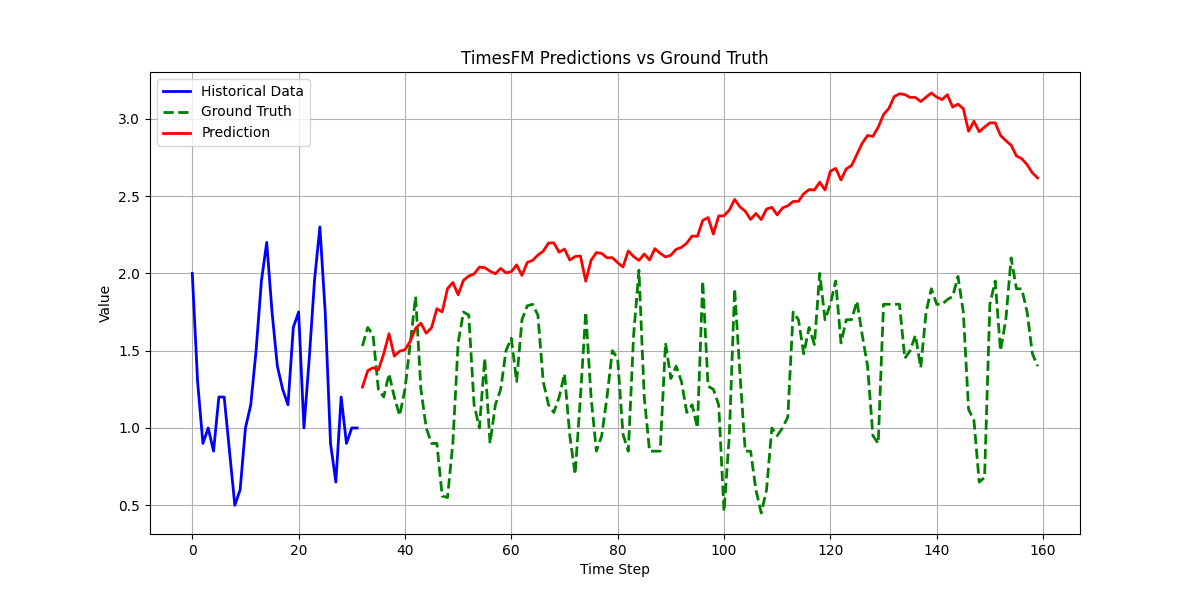 TimesFM Predictions vs Ground Truth
Historical Data
Ground Truth
Prediction
Value
3.0
2.5
2.0
1.5
1.0
0.5
0 20 40 60 80 100 120 140 160
Time Step